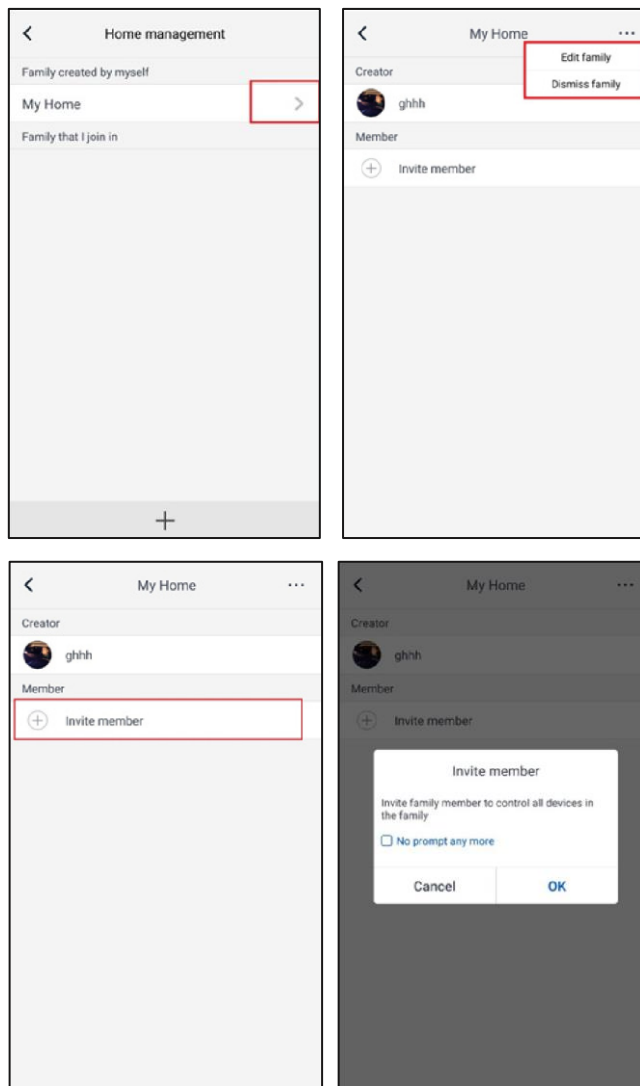 Home management
Family created by myself
My Home
Family that I join in
My Home
Edit family
Dismiss family
Creator
ghhh
Member
Invite member
My Home
Creator
ghhh
Member
Invite member
My Home
Creator
ghhh
Member
Invite member
Invite member
Invite family member to control all devices in
the family
No prompt any more
Cancel OK